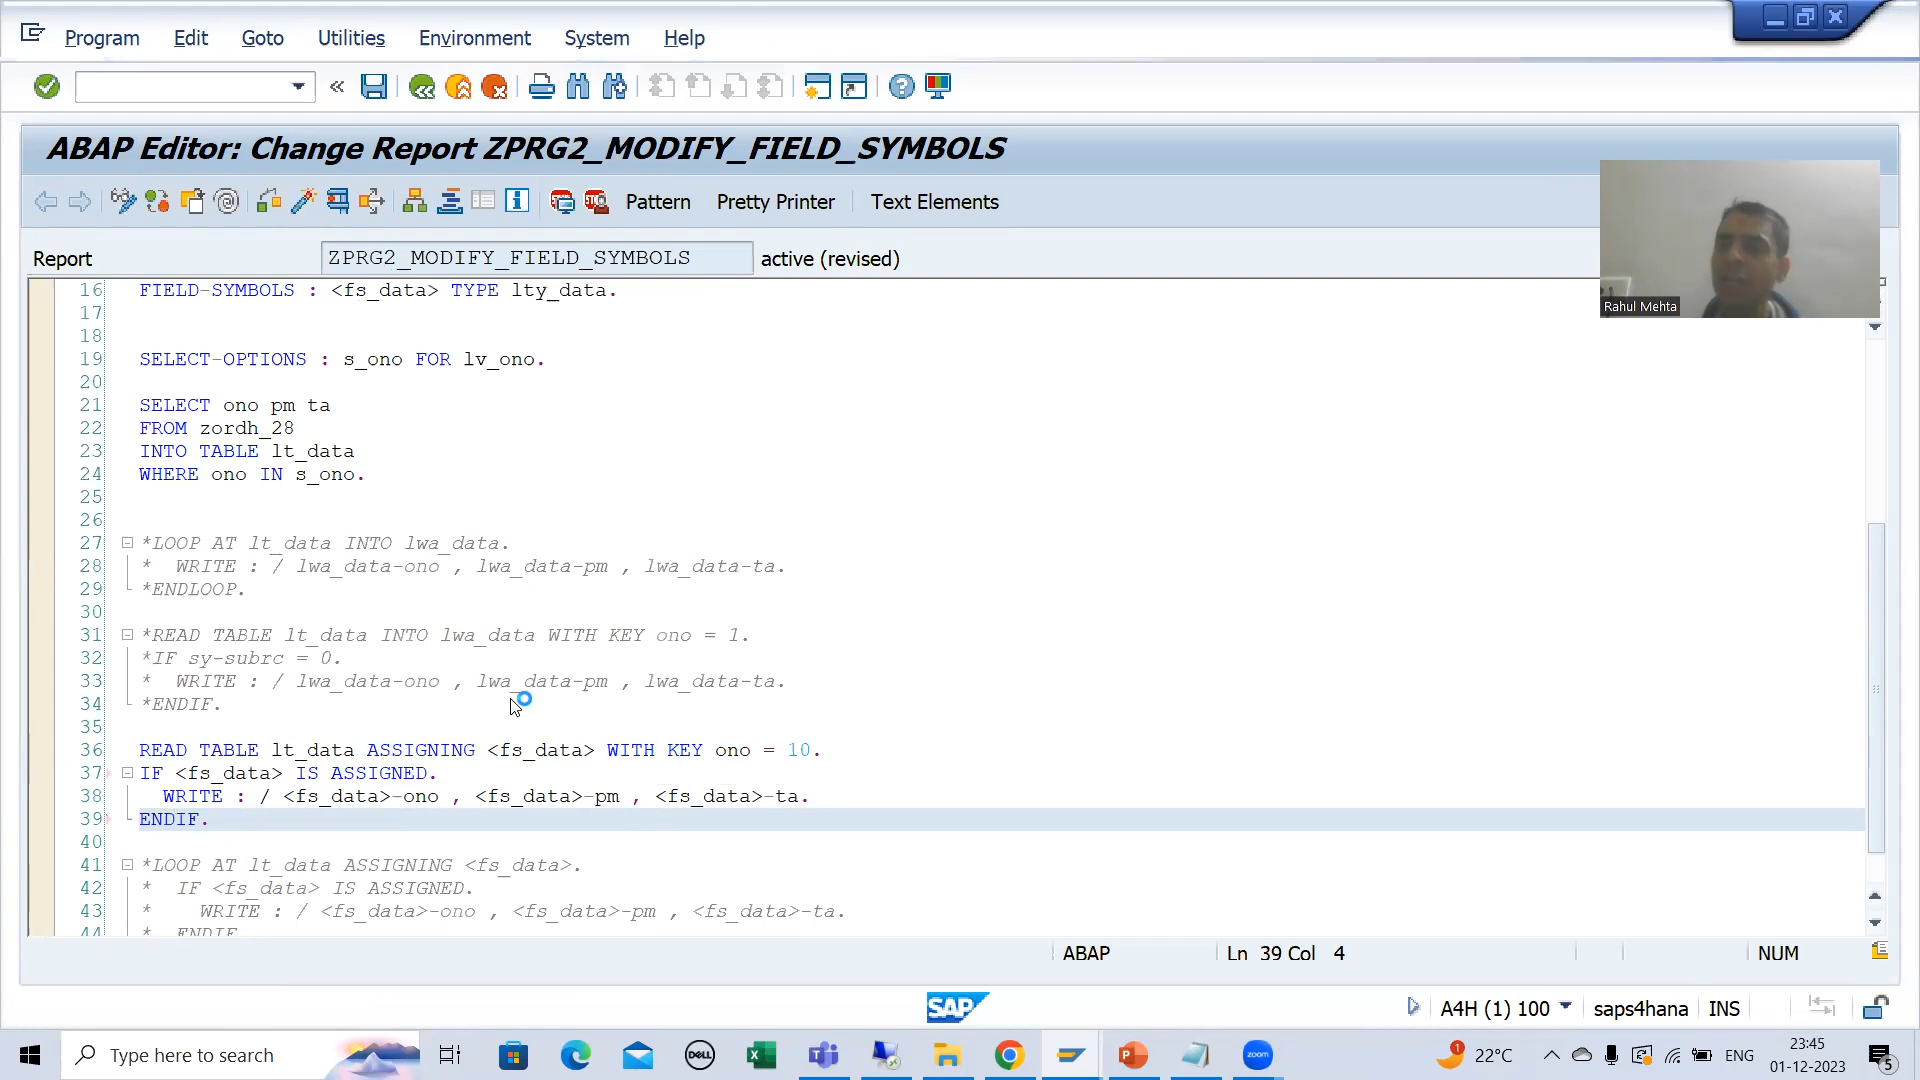 Program Edit Goto Utilities Environment System Help
«
ABAP Editor: Change Report ZPRG2_MODIFY_FIELD_SYMBOLS
Pattern Pretty Printer Text Elements
Rahul Mehta
Report ZPRG2_MODIFY_FIELD_SYMBOLS active (revised)
16 FIELD-SYMBOLS : <fs_data> TYPE lty_data.
17
18
19 SELECT-OPTIONS : s_ono FOR lv_ono.
20
21 SELECT ono pm ta
22 FROM zordh_28
23 INTO TABLE lt_data
24 WHERE ono IN s_ono.
25
26
27 *LOOP AT lt_data INTO lwa_data.
28 *  WRITE : / lwa_data-ono , lwa_data-pm , lwa_data-ta.
29 *ENDLOOP.
30
31 *READ TABLE lt_data INTO lwa_data WITH KEY ono = 1.
32 *IF sy-subrc = 0.
33 *  WRITE : / lwa_data-ono , lwa_data-pm , lwa_data-ta.
34 *ENDIF.
35
36 READ TABLE lt_data ASSIGNING <fs_data> WITH KEY ono = 10.
37 IF <fs_data> IS ASSIGNED.
38   WRITE : / <fs_data>-ono , <fs_data>-pm , <fs_data>-ta.
39 ENDIF.
40
41 *LOOP AT lt_data ASSIGNING <fs_data>.
42 *  IF <fs_data> IS ASSIGNED.
43 *    WRITE : / <fs_data>-ono , <fs_data>-pm , <fs_data>-ta.
44 *  ENDIF
ABAP Ln 39 Col 4 NUM
SAP A4H (1) 100 saps4hana INS
Type here to search DELL zoom 1 22°C ENG 23:45
01-12-2023 5